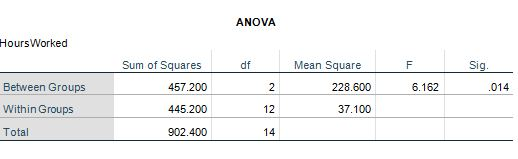 ANOVA
HoursWorked
Sum of Squares df Mean Square F Sig.
Between Groups 457.200 2 228.600 6.162 .014
Within Groups 445.200 12 37.100
Total 902.400 14